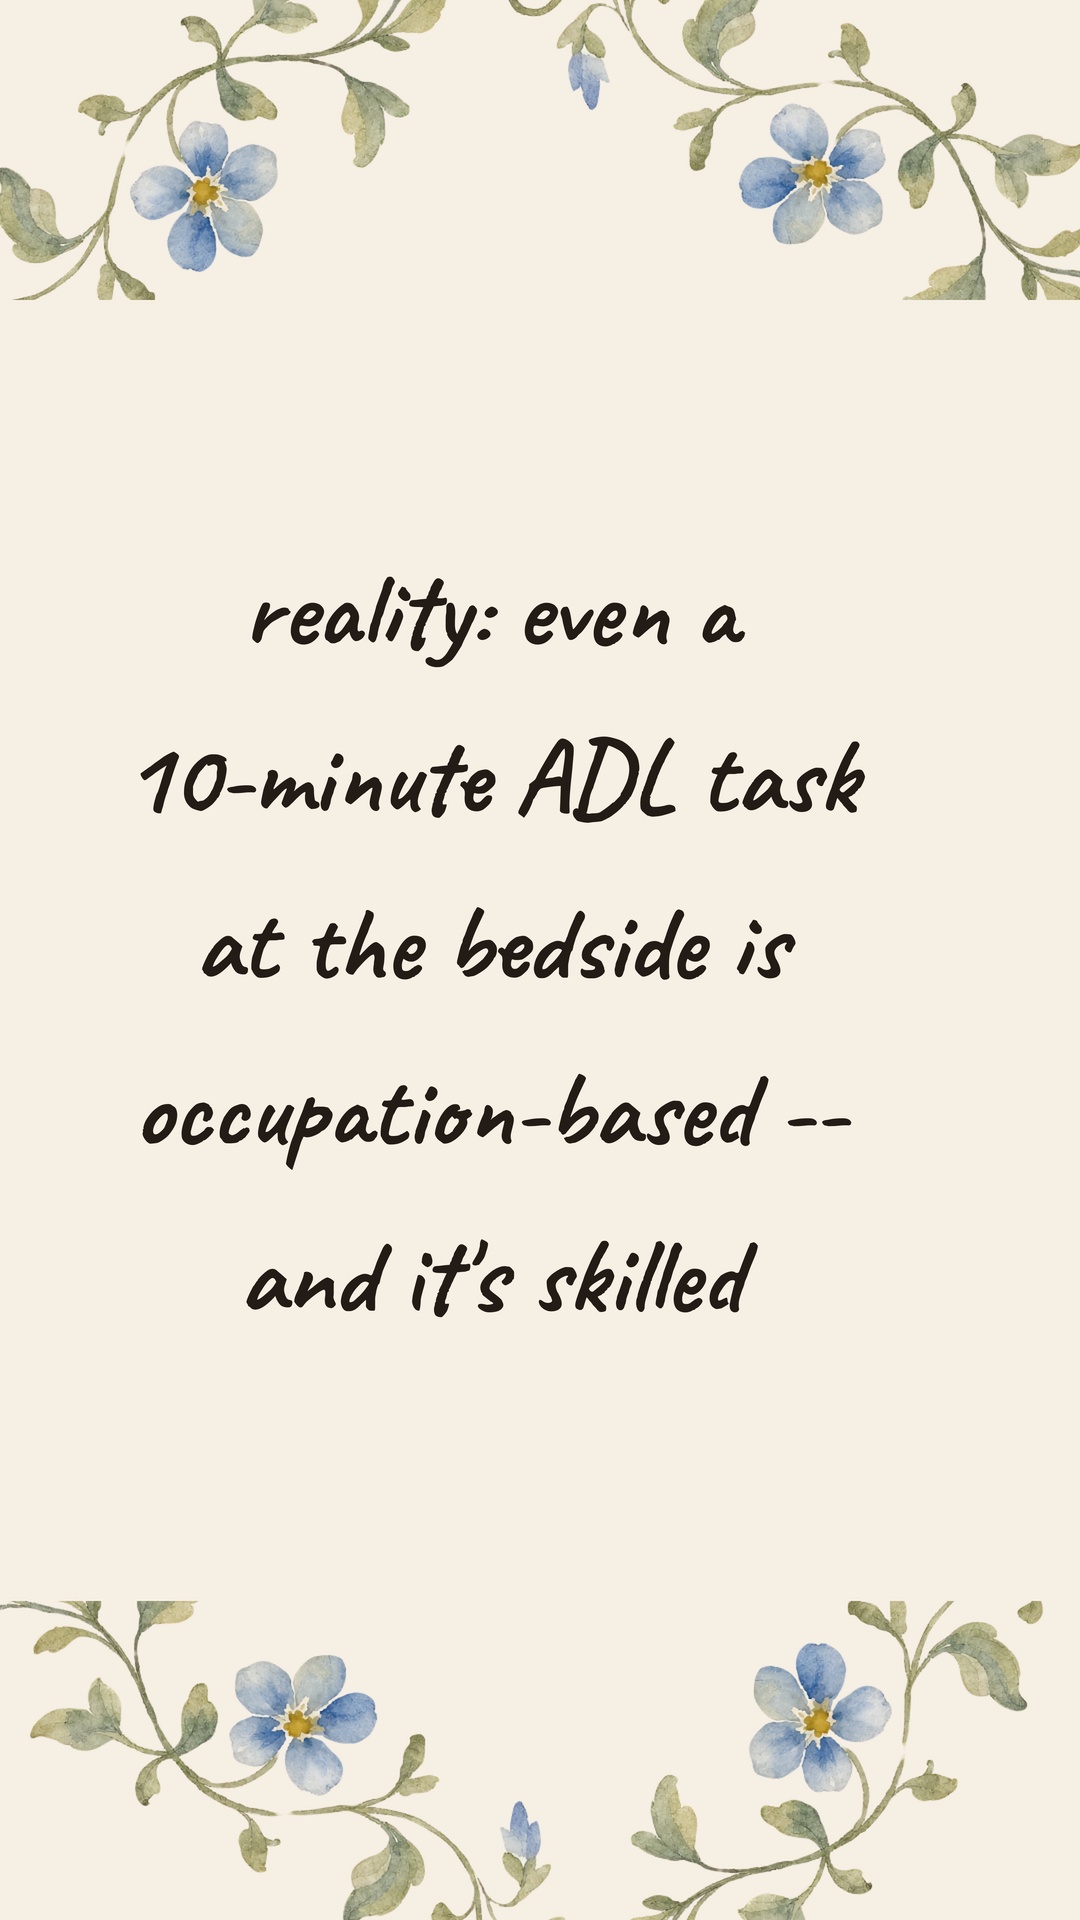 reality: even a
10-minute ADL task
at the bedside is
occupation-based --
and it's skilled